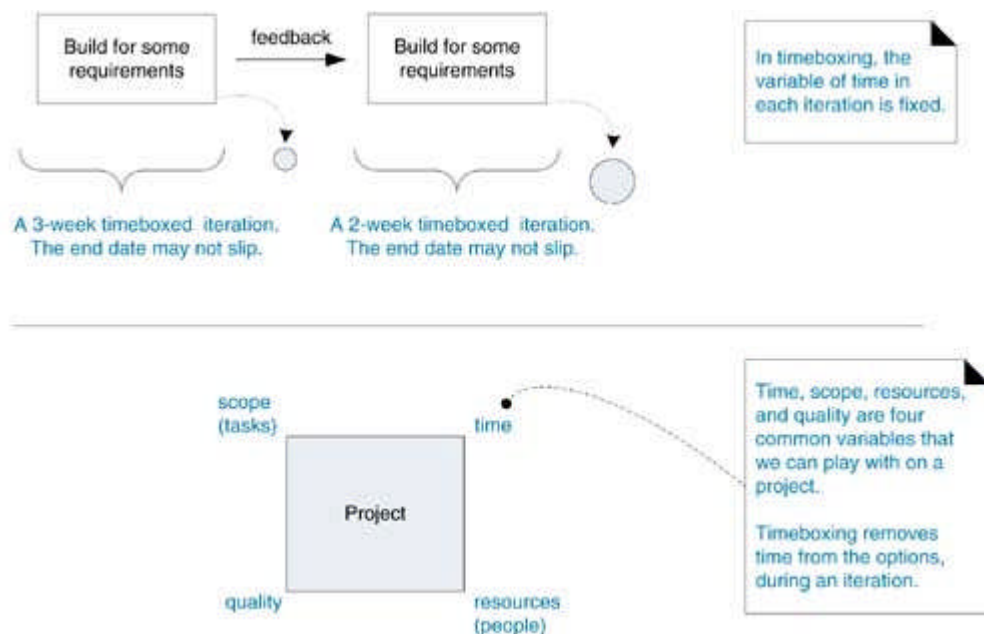 Build for some
requirements
feedback
Build for some
requirements
In timeboxing, the
variable of time in
each iteration is fixed.
A 3-week timeboxed iteration.
The end date may not slip.
A 2-week timeboxed iteration.
The end date may not slip.
scope
(tasks)
time
Project
quality
resources
(people)
Time, scope, resources,
and quality are four
common variables that
we can play with on a
project.
Timeboxing removes
time from the options,
during an iteration.